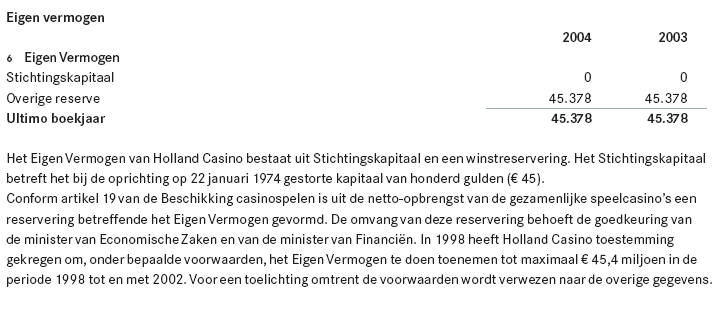 Eigen vermogen
2004 2003
6 Eigen Vermogen
Stichtingskapitaal 0 0
Overige reserve 45.378 45.378
Ultimo boekjaar 45.378 45.378
Het Eigen Vermogen van Holland Casino bestaat uit Stichtingskapitaal en een winstreservering. Het Stichtingskapitaal
betreft het bij de oprichting op 22 januari 1974 gestorte kapitaal van honderd gulden (€ 45).
Conform artikel 19 van de Beschikking casinospelen is uit de netto-opbrengst van de gezamenlijke speelcasino's een
reservering betreffende het Eigen Vermogen gevormd. De omvang van deze reservering behoeft de goedkeuring van
de minister van Economische Zaken en van de minister van Financiën. In 1998 heeft Holland Casino toestemming
gekregen om, onder bepaalde voorwaarden, het Eigen Vermogen te doen toenemen tot maximaal € 45,4 miljoen in de
periode 1998 tot en met 2002. Voor een toelichting omtrent de voorwaarden wordt verwezen naar de overige gegevens.